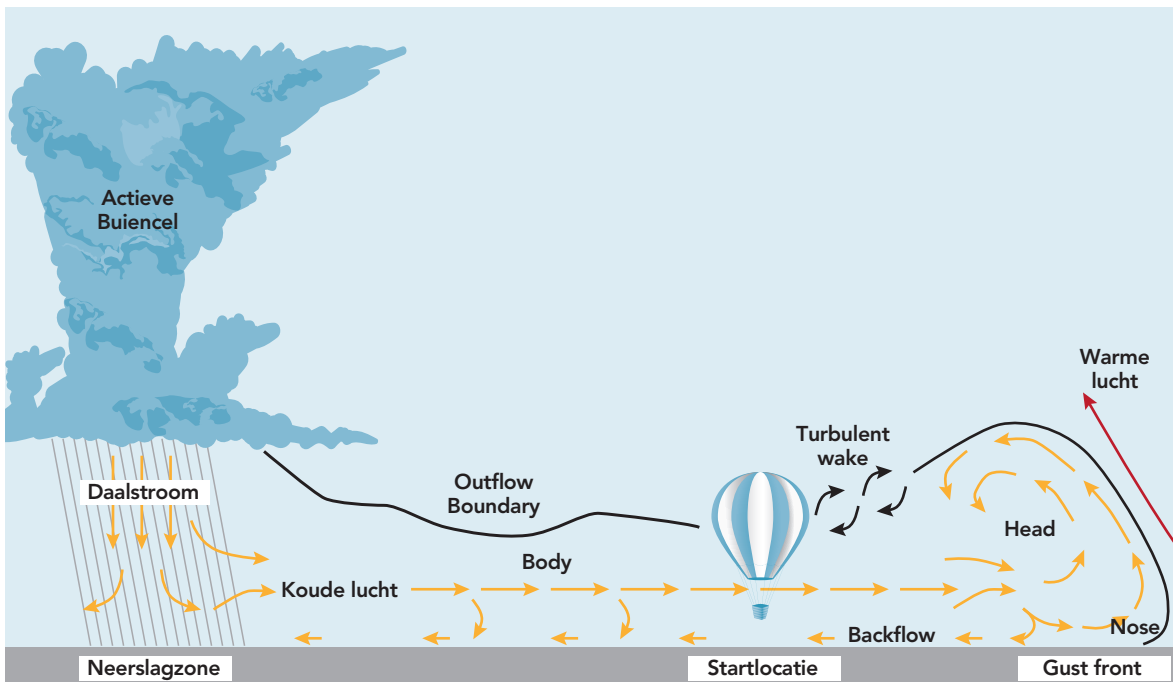 Actieve
Buiencel
Warme
lucht
Turbulent
wake
Daalstroom
Outflow
Boundary
Head
Body
Koude lucht
Nose
Backflow
Neerslagzone
Startlocatie
Gust front